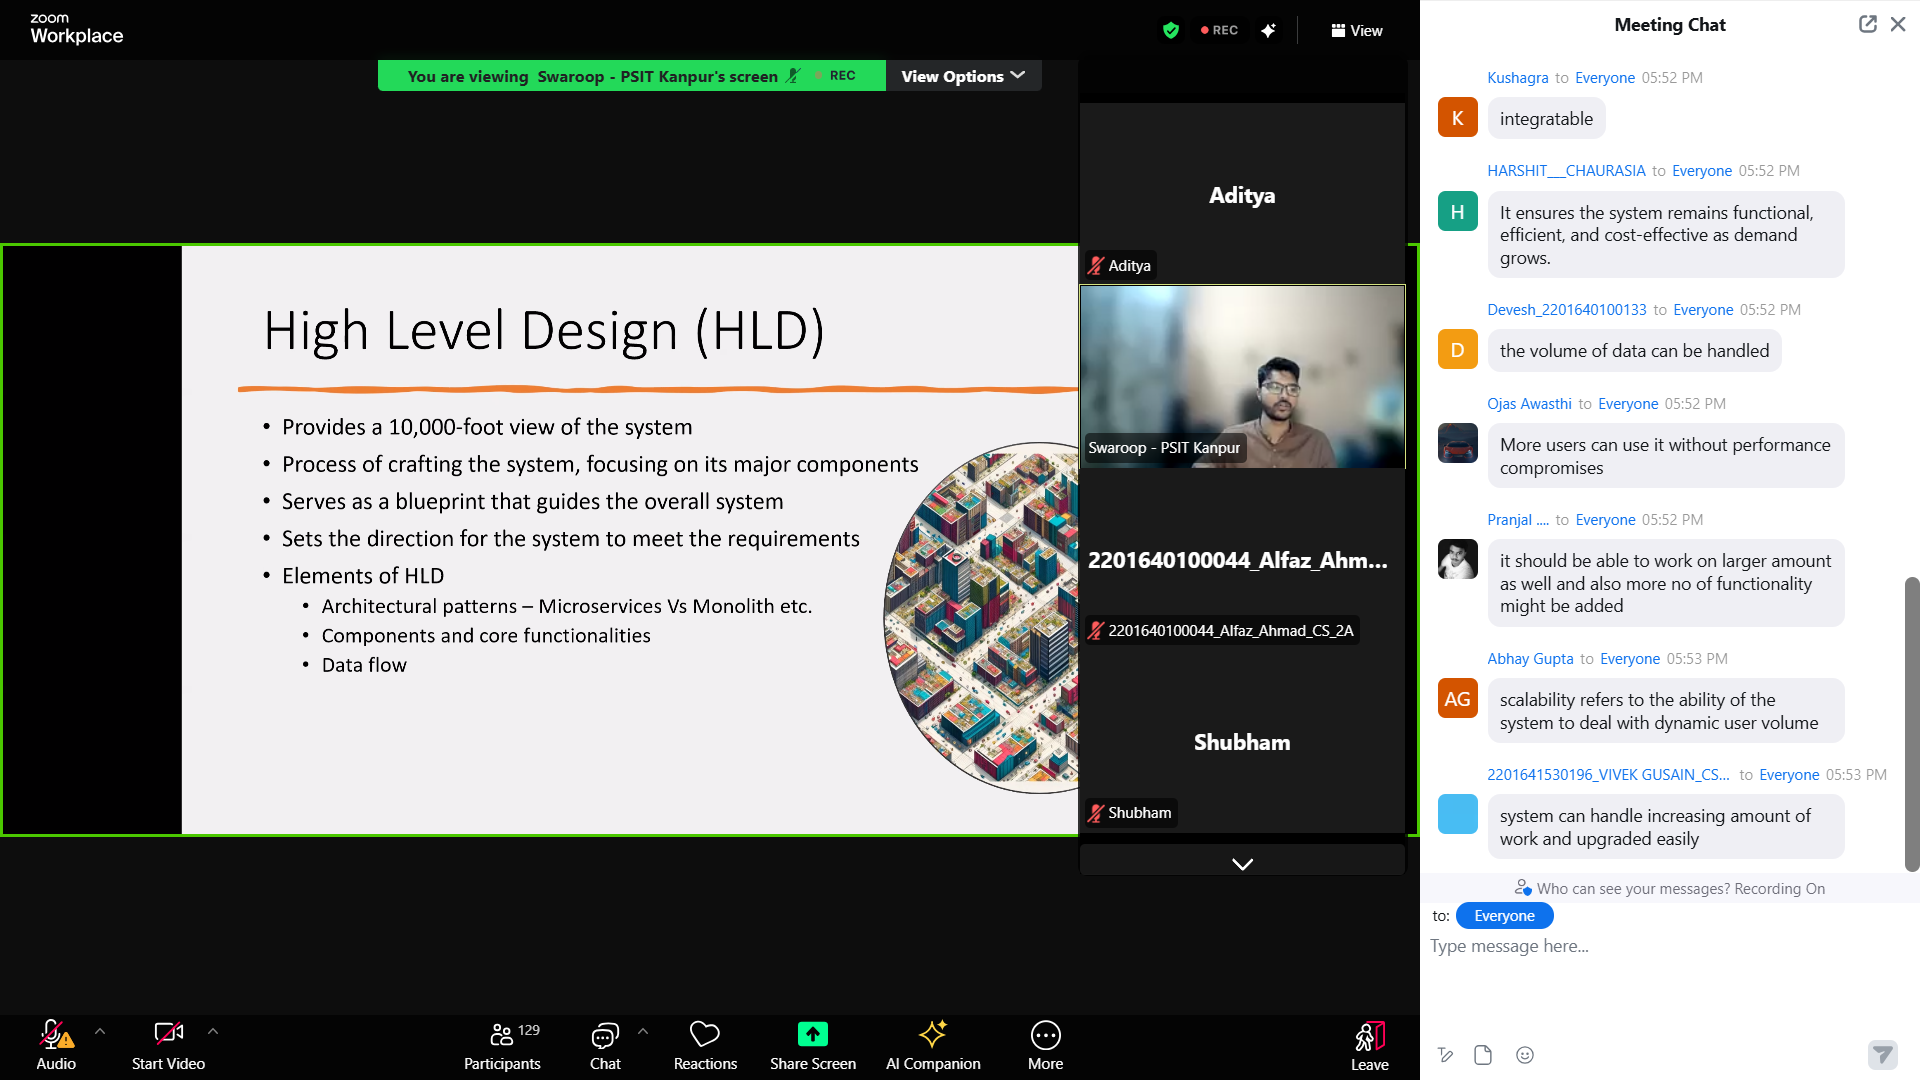 zoom
Workplace
REC
View
You are viewing Swaroop - PSIT Kanpur's screen
REC
View Options
High Level Design (HLD)
• Provides a 10,000-foot view of the system
• Process of crafting the system, focusing on its major components
• Serves as a blueprint that guides the overall system
• Sets the direction for the system to meet the requirements
• Elements of HLD
• Architectural patterns – Microservices Vs Monolith etc.
• Components and core functionalities
• Data flow
Aditya
Aditya
Swaroop - PSIT Kanpur
2201640100044_Alfaz_Ahm...
2201640100044_Alfaz_Ahmad_CS_2A
Shubham
Shubham
Meeting Chat
Kushagra to Everyone 05:52 PM
K
integratable
HARSHIT___CHAURASIA to Everyone 05:52 PM
H
It ensures the system remains functional,
efficient, and cost-effective as demand
grows.
Devesh_2201640100133 to Everyone 05:52 PM
D
the volume of data can be handled
Ojas Awasthi to Everyone 05:52 PM
More users can use it without performance
compromises
Pranjal .... to Everyone 05:52 PM
it should be able to work on larger amount
as well and also more no of functionality
might be added
Abhay Gupta to Everyone 05:53 PM
AG
scalability refers to the ability of the
system to deal with dynamic user volume
2201641530196_VIVEK GUSAIN_CS... to Everyone 05:53 PM
system can handle increasing amount of
work and upgraded easily
Who can see your messages? Recording On
to: Everyone
Type message here...
Audio
Start Video
129
Participants
Chat
Reactions
Share Screen
AI Companion
More
Leave